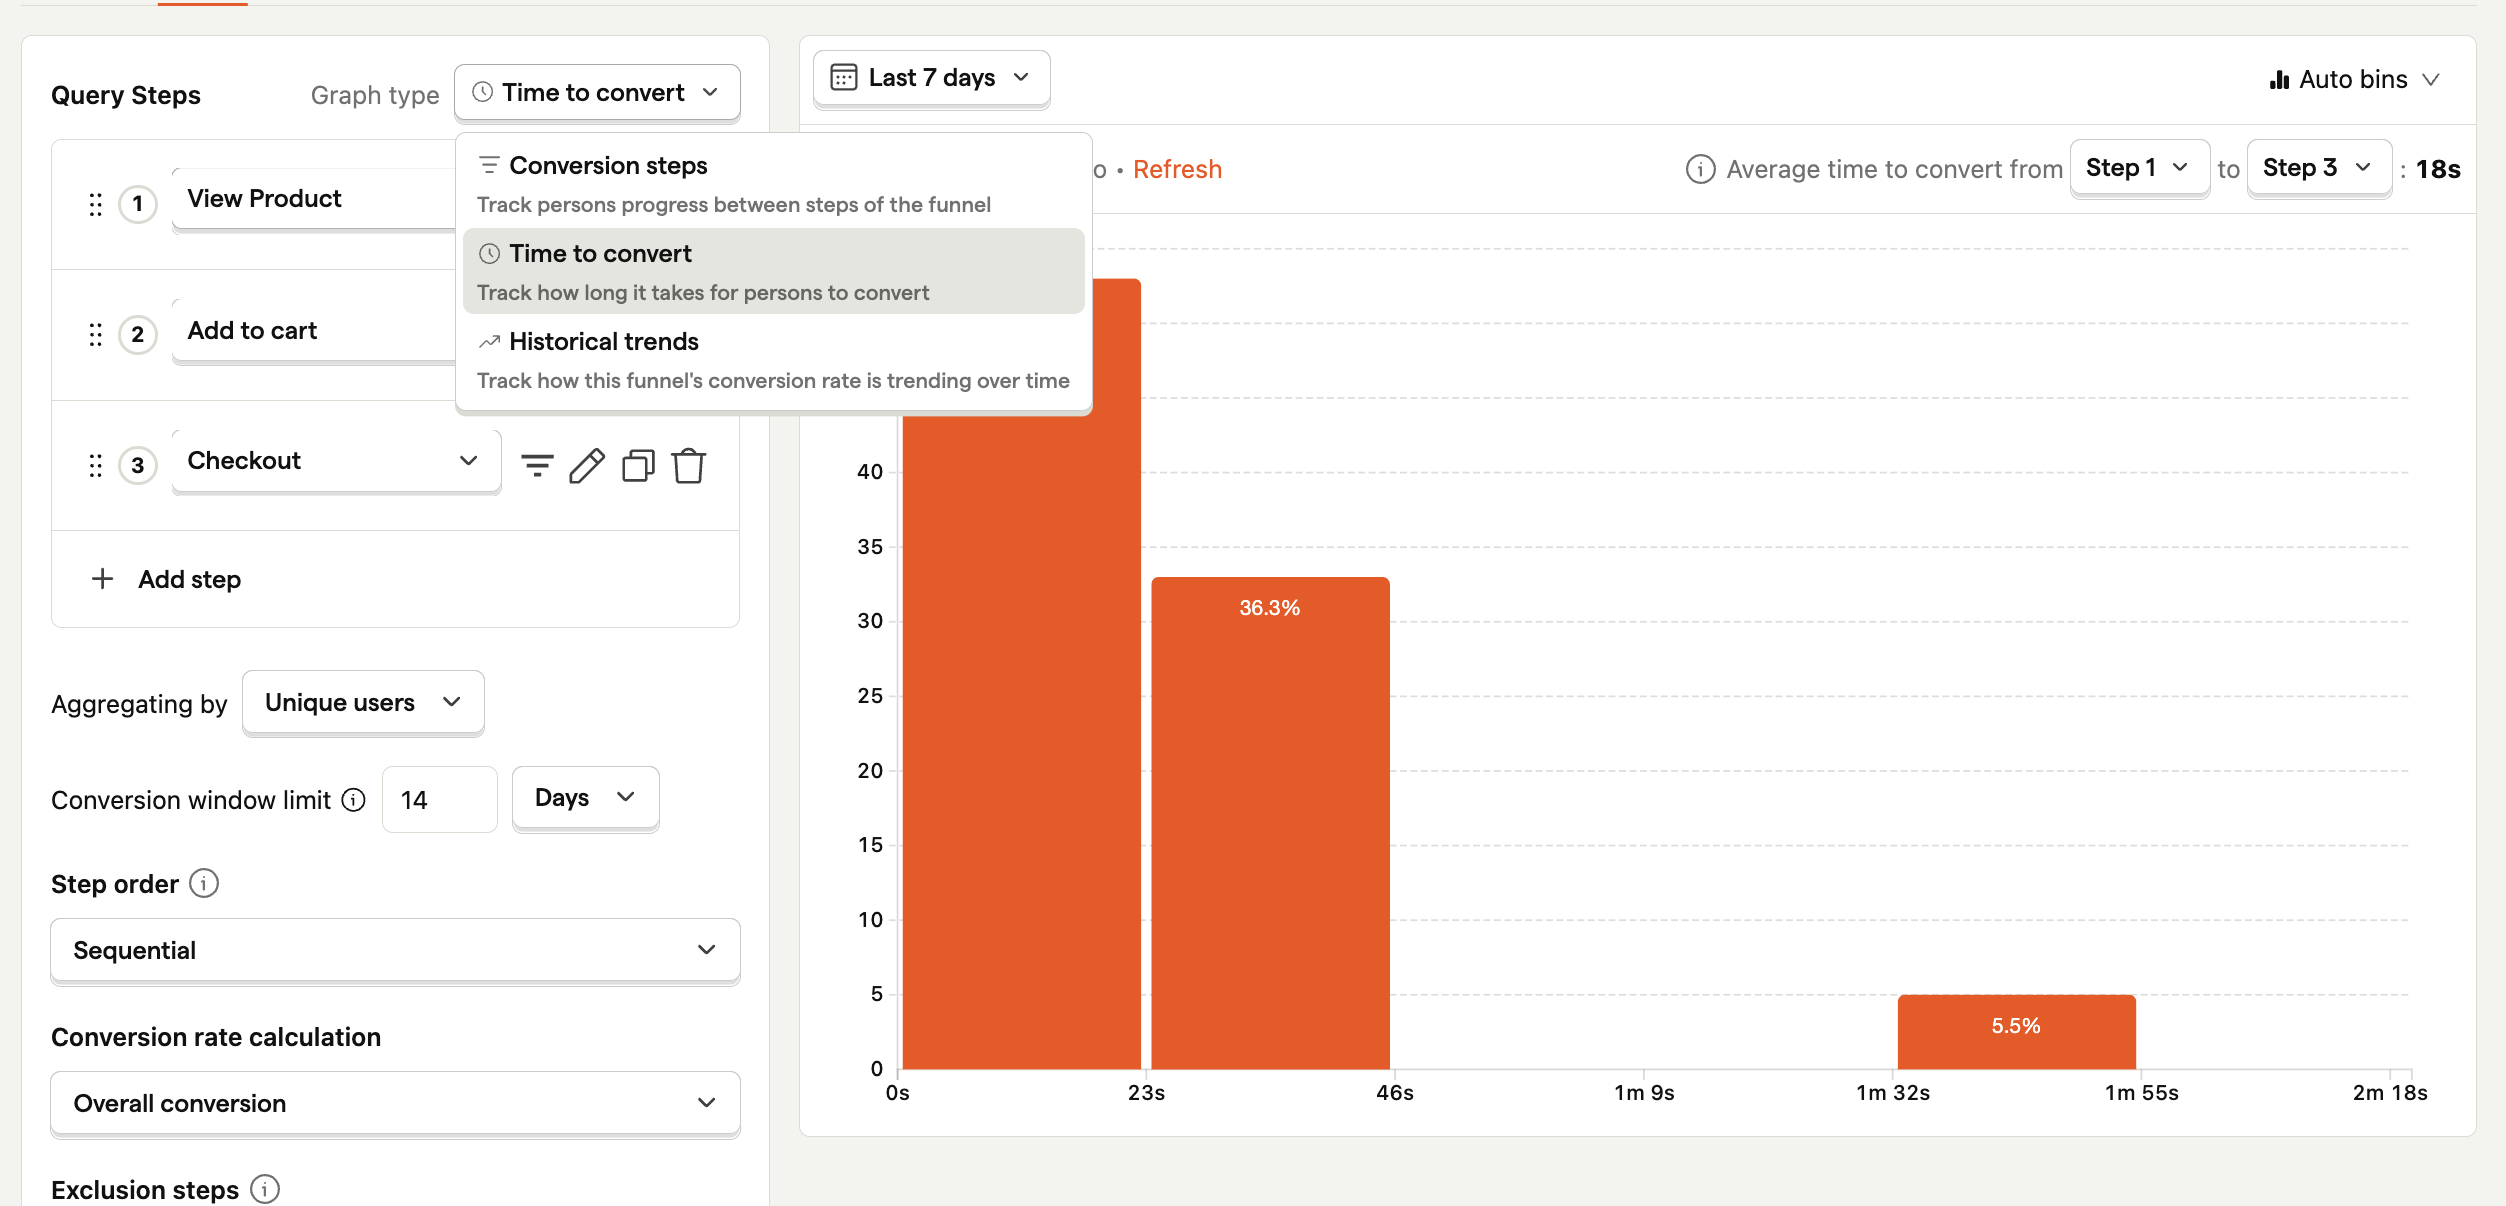 Query Steps
Graph type
Time to convert
Conversion steps
Track persons progress between steps of the funnel
Time to convert
Track how long it takes for persons to convert
Historical trends
Track how this funnel's conversion rate is trending over time
1
View Product
2
Add to cart
3
Checkout
Add step
Aggregating by
Unique users
Conversion window limit
14
Days
Step order
Sequential
Conversion rate calculation
Overall conversion
Exclusion steps
Last 7 days
Auto bins
o • Refresh
Average time to convert from Step 1 to Step 3 : 18s
40
35
30
25
20
15
10
5
0
36.3%
5.5%
0s
23s
46s
1m 9s
1m 32s
1m 55s
2m 18s